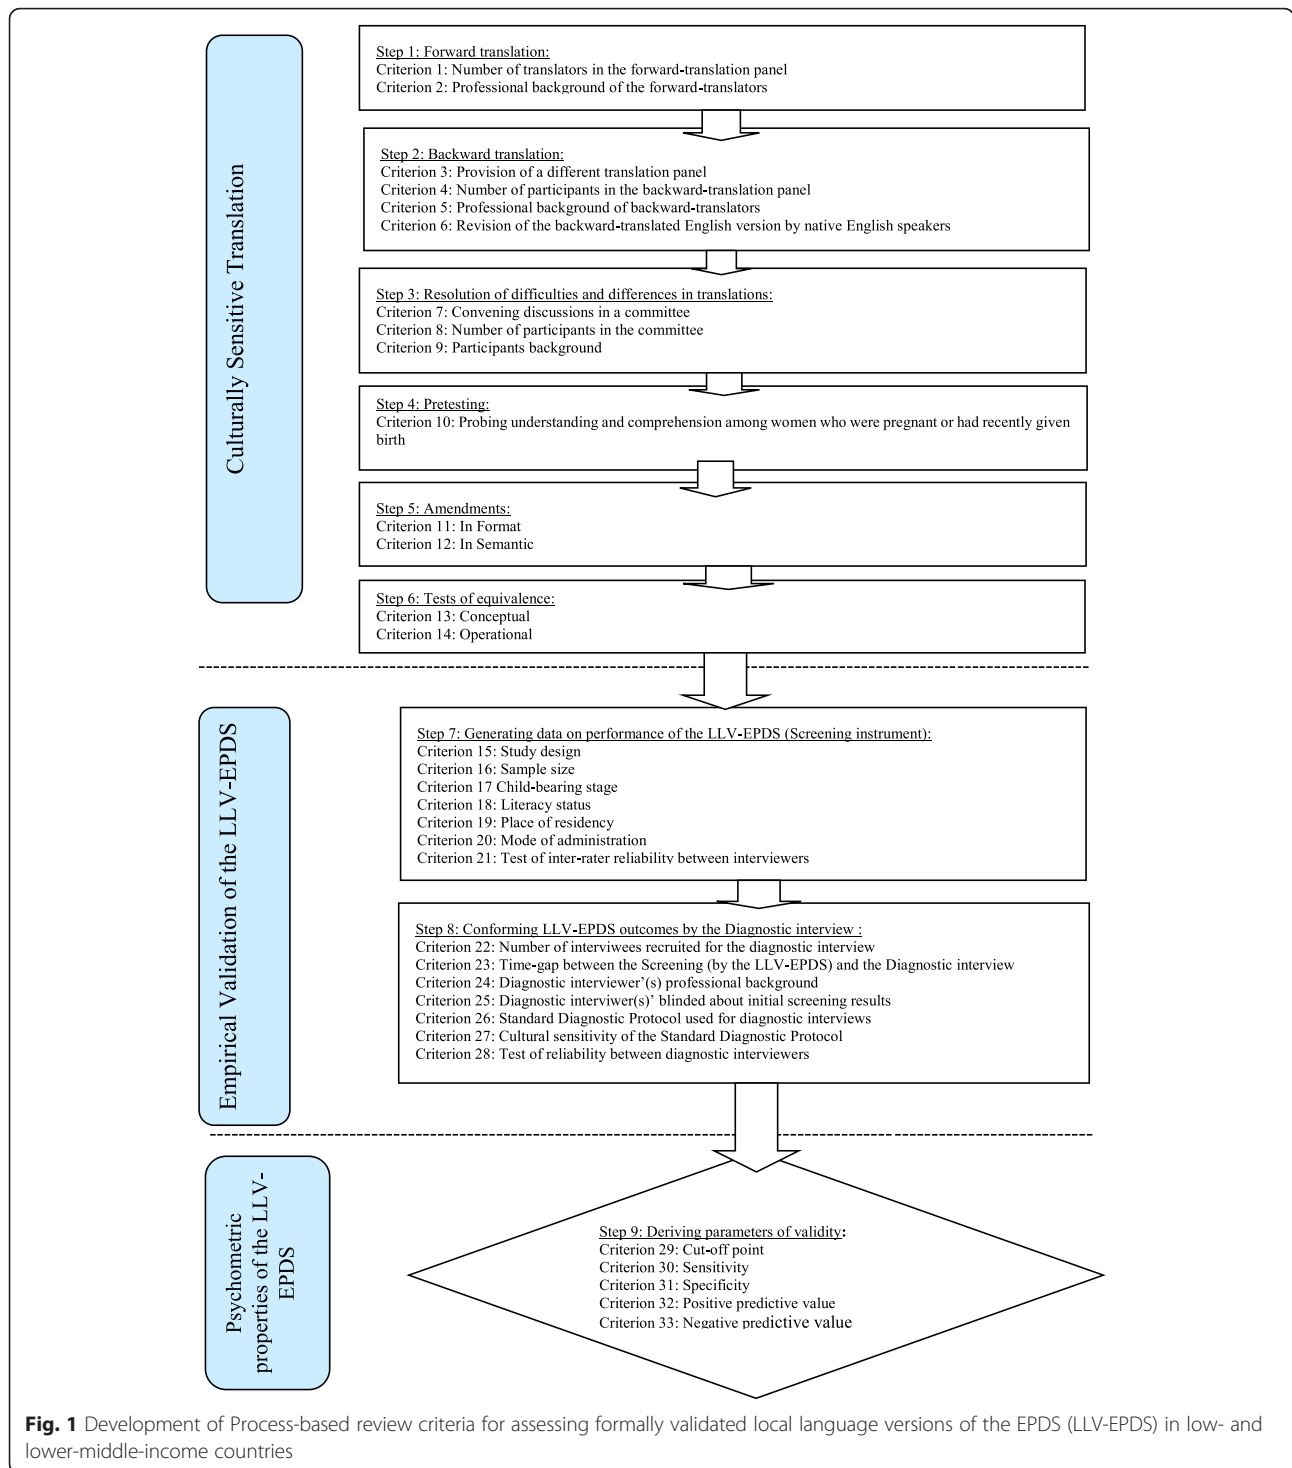 Culturally Sensitive Translation
Step 1: Forward translation:
Criterion 1: Number of translators in the forward-translation panel
Criterion 2: Professional background of the forward-translators
Step 2: Backward translation:
Criterion 3: Provision of a different translation panel
Criterion 4: Number of participants in the backward-translation panel
Criterion 5: Professional background of backward-translators
Criterion 6: Revision of the backward-translated English version by native English speakers
Step 3: Resolution of difficulties and differences in translations:
Criterion 7: Convening discussions in a committee
Criterion 8: Number of participants in the committee
Criterion 9: Participants background
Step 4: Pretesting:
Criterion 10: Probing understanding and comprehension among women who were pregnant or had recently given
birth
Step 5: Amendments:
Criterion 11: In Format
Criterion 12: In Semantic
Step 6: Tests of equivalence:
Criterion 13: Conceptual
Criterion 14: Operational
Empirical Validation of the LLV-EPDS
Step 7: Generating data on performance of the LLV-EPDS (Screening instrument):
Criterion 15: Study design
Criterion 16: Sample size
Criterion 17 Child-bearing stage
Criterion 18: Literacy status
Criterion 19: Place of residency
Criterion 20: Mode of administration
Criterion 21: Test of inter-rater reliability between interviewers
Step 8: Conforming LLV-EPDS outcomes by the Diagnostic interview :
Criterion 22: Number of interviwees recruited for the diagnostic interview
Criterion 23: Time-gap between the Screening (by the LLV-EPDS) and the Diagnostic interview
Criterion 24: Diagnostic interviewer'(s) professional background
Criterion 25: Diagnostic interviwer(s)' blinded about initial screening results
Criterion 26: Standard Diagnostic Protocol used for diagnostic interviews
Criterion 27: Cultural sensitivity of the Standard Diagnostic Protocol
Criterion 28: Test of reliability between diagnostic interviewers
Psychometric
properties of the LLV-
EPDS
Step 9: Deriving parameters of validity:
Criterion 29: Cut-off point
Criterion 30: Sensitivity
Criterion 31: Specificity
Criterion 32: Positive predictive value
Criterion 33: Negative predictive value
Fig. 1 Development of Process-based review criteria for assessing formally validated local language versions of the EPDS (LLV-EPDS) in low- and
lower-middle-income countries